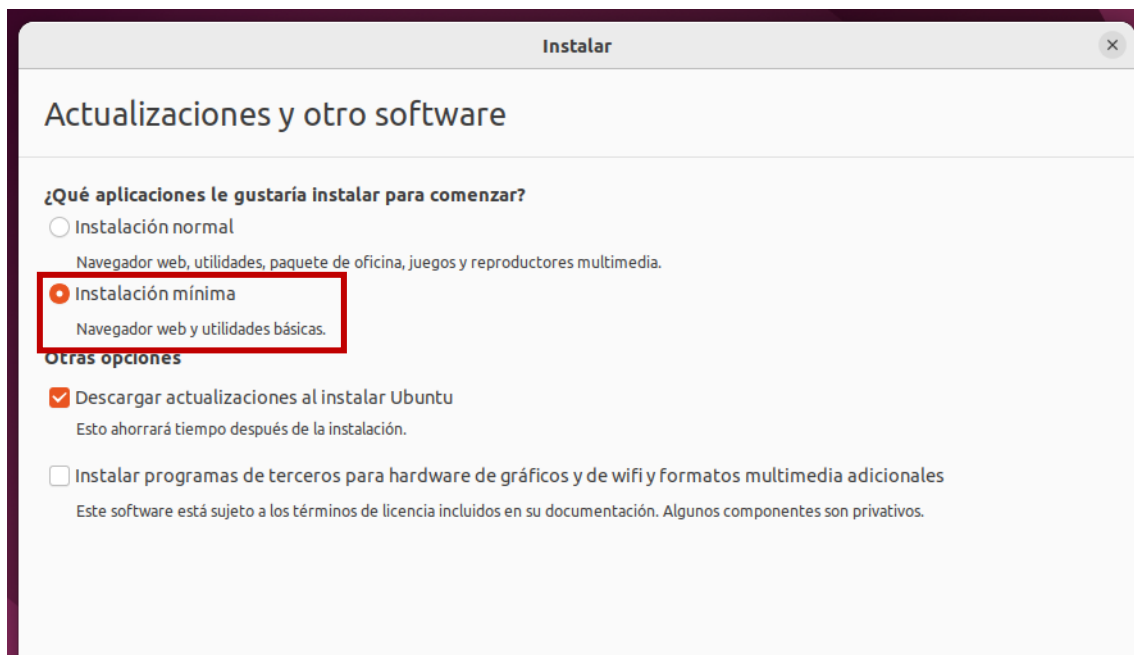 Instalar
Actualizaciones y otro software
¿Qué aplicaciones le gustaría instalar para comenzar?
Instalación normal
Navegador web, utilidades, paquete de oficina, juegos y reproductores multimedia.
Instalación mínima
Navegador web y utilidades básicas.
Otras opciones
Descargar actualizaciones al instalar Ubuntu
Esto ahorrará tiempo después de la instalación.
Instalar programas de terceros para hardware de gráficos y de wifi y formatos multimedia adicionales
Este software está sujeto a los términos de licencia incluidos en su documentación. Algunos componentes son privativos.